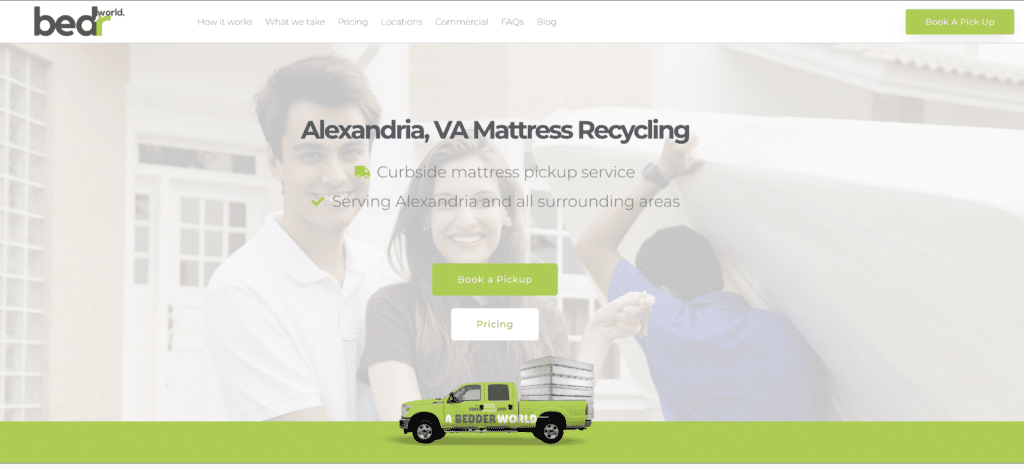 bedr
world.
How it works
What we take
Pricing
Locations
Commercial
FAQs
Blog
Book A Pick Up
Alexandria, VA Mattress Recycling
Curbside mattress pickup service
Serving Alexandria and all surrounding areas
Book a Pickup
Pricing
A BEDDER WORLD